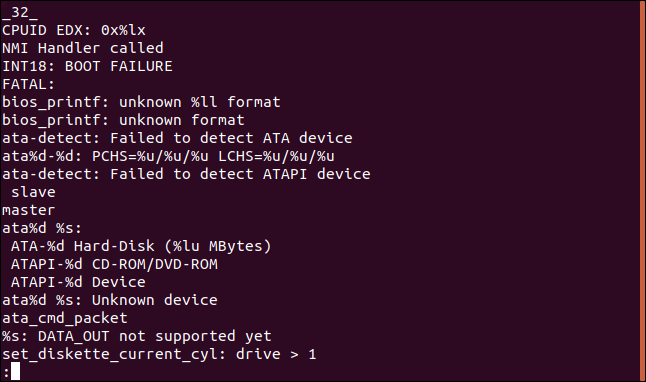 _32_
CPUID EDX: 0x%lx
NMI Handler called
INT18: BOOT FAILURE
FATAL:
bios_printf: unknown %ll format
bios_printf: unknown format
ata-detect: Failed to detect ATA device
ata%d-%d: PCHS=%u/%u/%u LCHS=%u/%u/%u
ata-detect: Failed to detect ATAPI device
 slave
master
ata%d %s:
 ATA-%d Hard-Disk (%lu MBytes)
 ATAPI-%d CD-ROM/DVD-ROM
 ATAPI-%d Device
ata%d %s: Unknown device
ata_cmd_packet
%s: DATA_OUT not supported yet
set_diskette_current_cyl: drive > 1
: